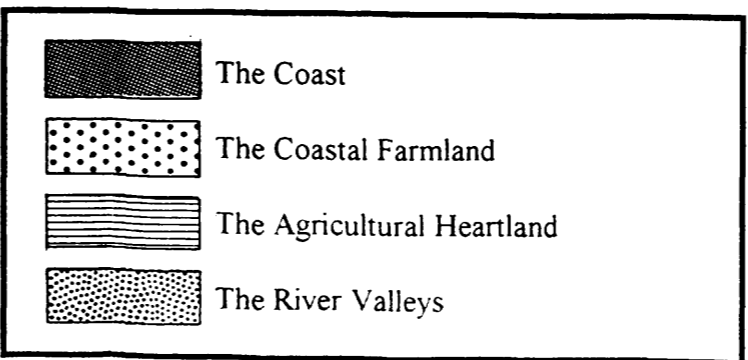 The Coast
The Coastal Farmland
The Agricultural Heartland
The River Valleys